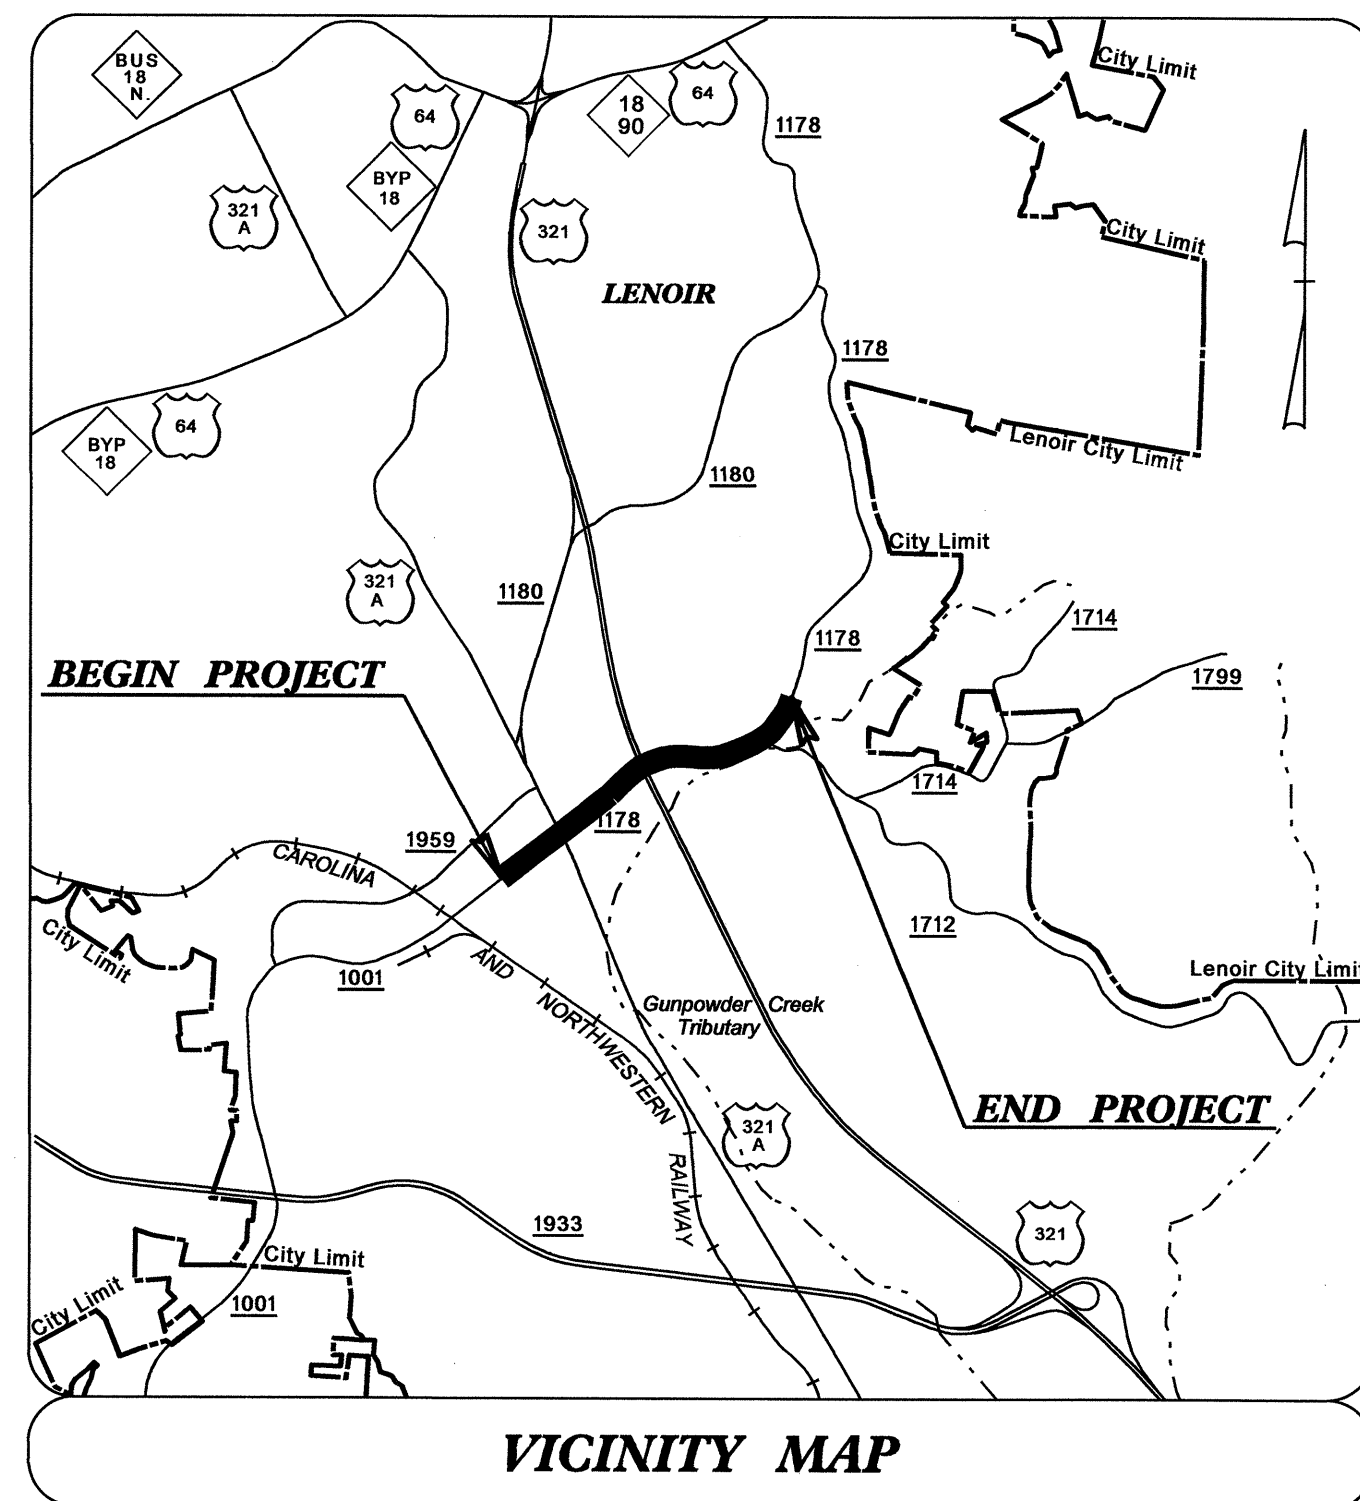 BUS
18
N.
64
18
90
64
City Limit
1178
BYP
18
321
A
321
City Limit
LENOIR
1178
BYP
18
64
Lenoir City Limit
1180
City Limit
321
A
1180
1714
1178
1799
BEGIN PROJECT
1714
1178
1959
CAROLINA
1712
City Limit
1001
AND
Lenoir City Limit
NORTHWESTERN
Gunpowder Creek
Tributary
END PROJECT
321
A
RAILWAY
1933
321
City Limit
City Limit
1001
VICINITY MAP